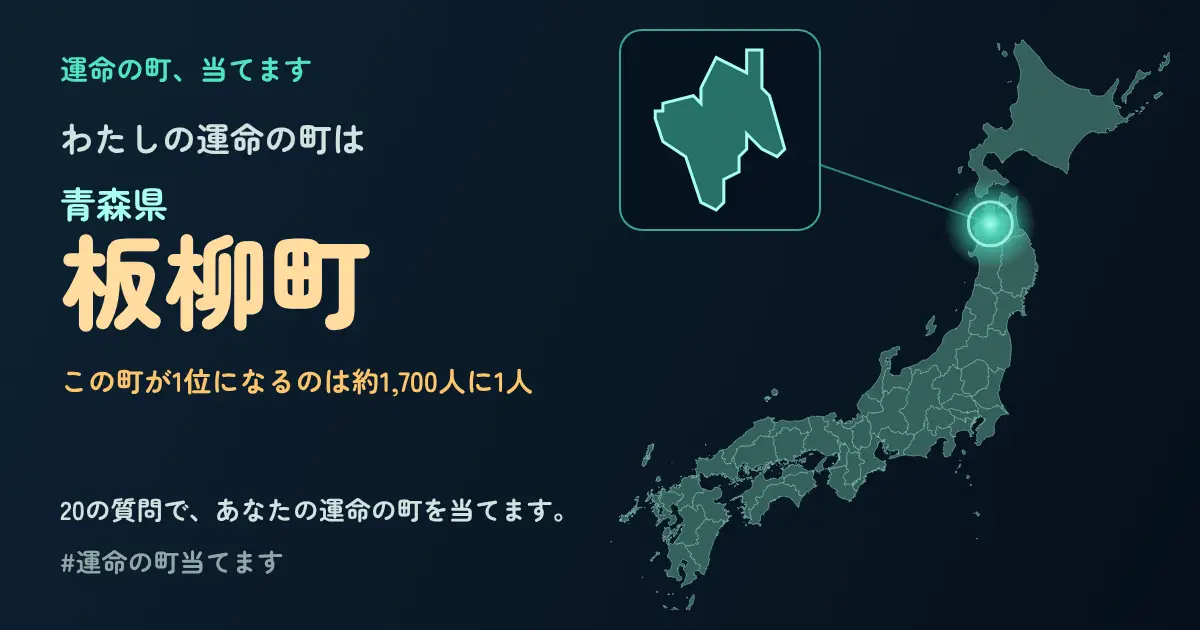 運命の町、当てます
わたしの運命の町は
青森県
板柳町
この町が1位になるのは約1,700人に1人
20の質問で、あなたの運命の町を当てます。
#運命の町当てます